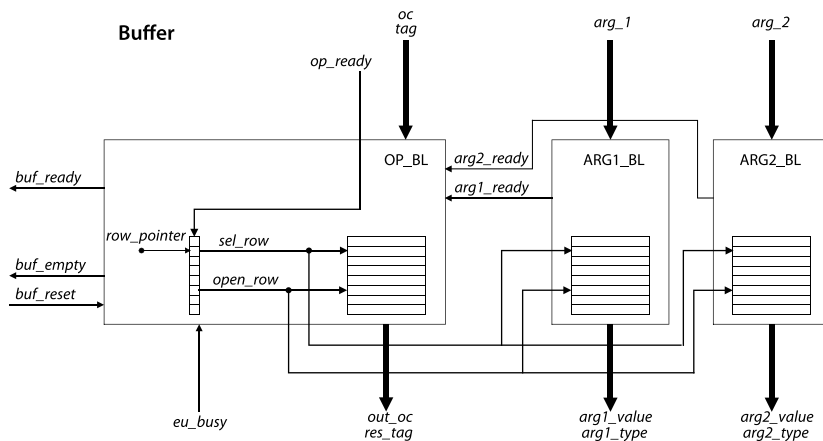 Buffer
oc
tag
arg_1
arg_2
op_ready
OP_BL
arg2_ready
ARG1_BL
ARG2_BL
buf_ready
arg1_ready
row_pointer
sel_row
buf_empty
open_row
buf_reset
eu_busy
out_oc
res_tag
arg1_value
arg1_type
arg2_value
arg2_type